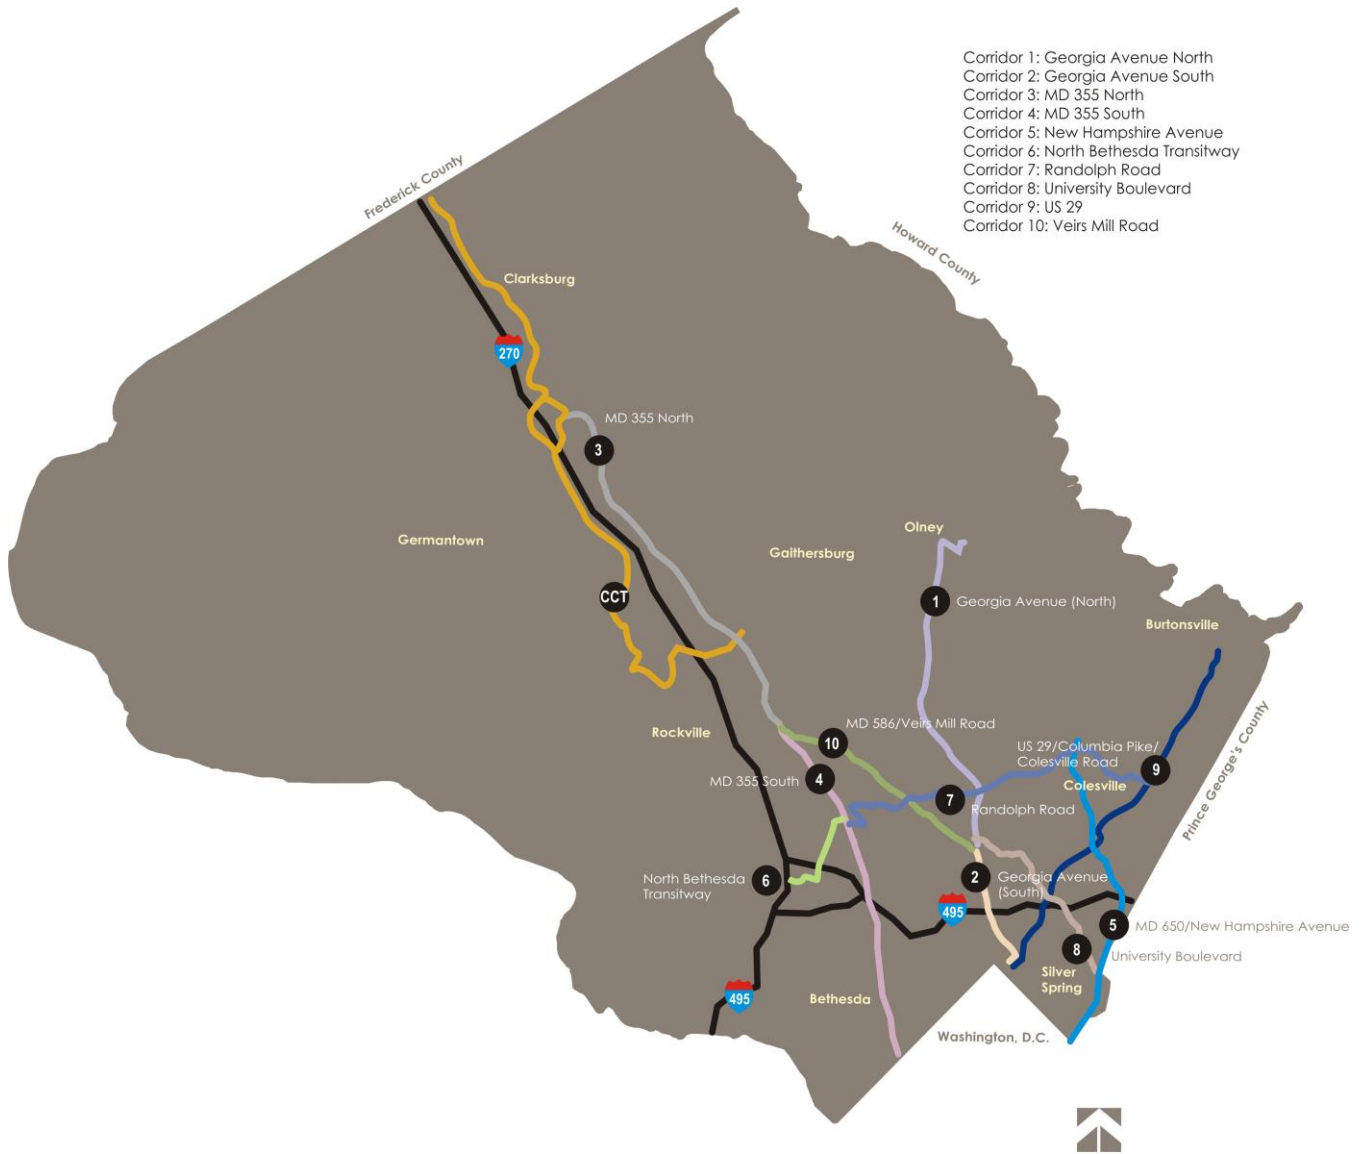 Corridor 1: Georgia Avenue North
Corridor 2: Georgia Avenue South
Corridor 3: MD 355 North
Corridor 4: MD 355 South
Corridor 5: New Hampshire Avenue
Corridor 6: North Bethesda Transitway
Corridor 7: Randolph Road
Corridor 8: University Boulevard
Corridor 9: US 29
Corridor 10: Veirs Mill Road
Frederick County
Howard County
Clarksburg
270
MD 355 North
3
Germantown
Olney
Gaithersburg
CCT
1
Georgia Avenue (North)
Burtonsville
Prince George's County
Rockville
MD 586/Veirs Mill Road
10
US 29/Columbia Pike/
Colesville Road
9
MD 355 South
4
Colesville
7
Randolph Road
North Bethesda
Transitway
6
2
Georgia Avenue
(South)
495
5
MD 650/New Hampshire Avenue
8
University Boulevard
Silver
Spring
495
Bethesda
Washington, D.C.